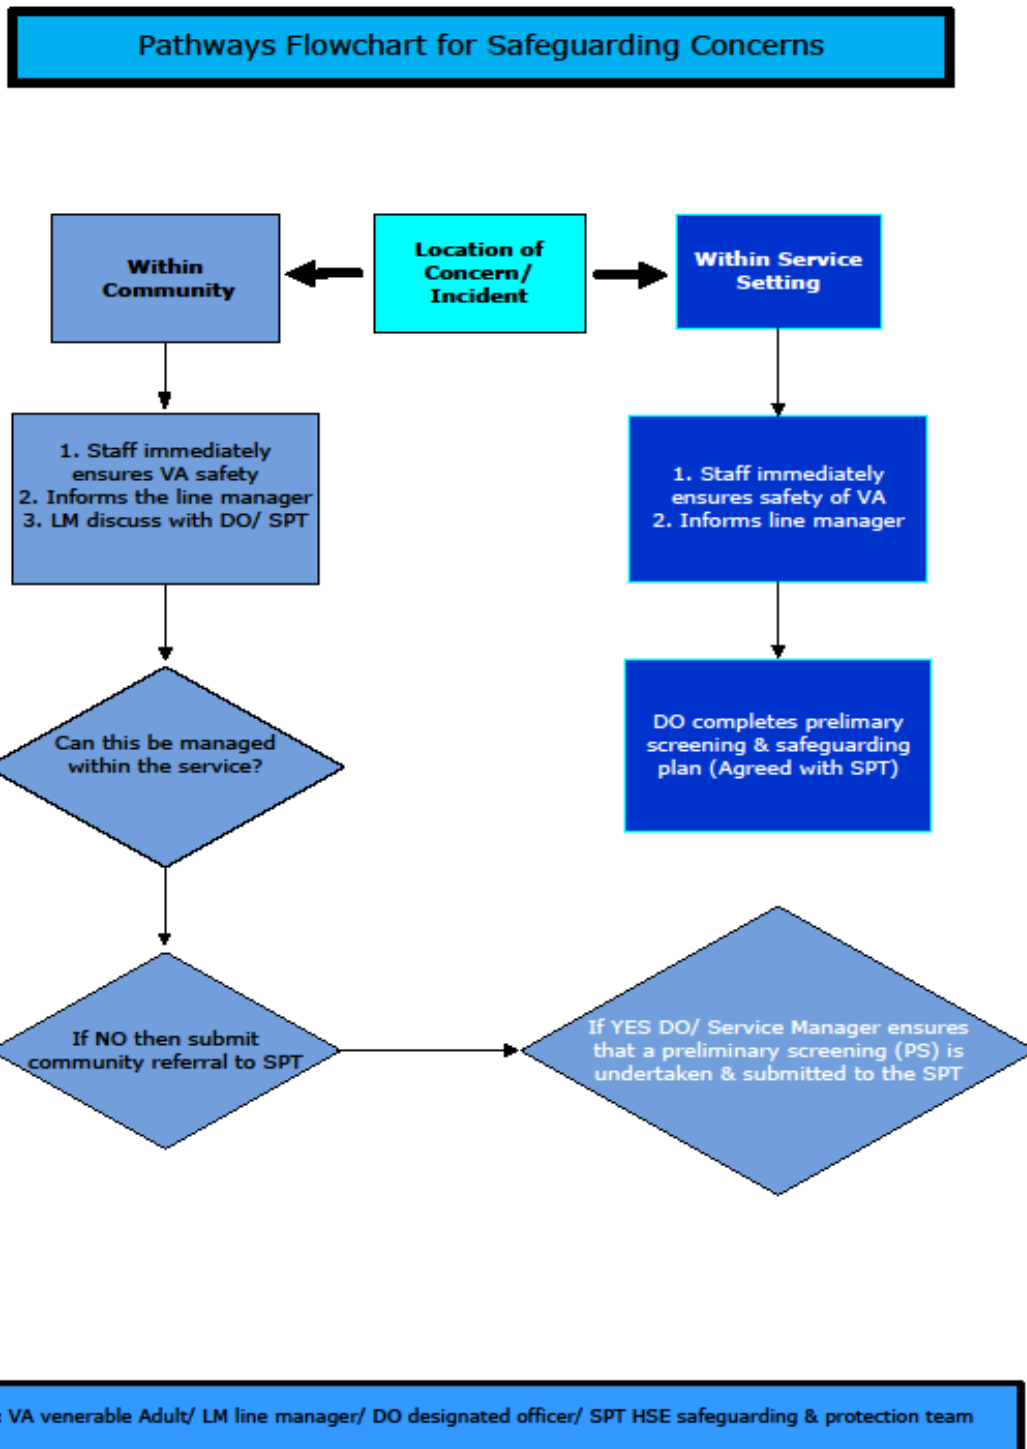 Pathways Flowchart for Safeguarding Concerns
Within
Community
Location of
Concern/
Incident
Within Service
Setting
1. Staff immediately
ensures VA safety
2. Informs the line manager
3. LM discuss with DO/ SPT
1. Staff immediately
ensures safety of VA
2. Informs line manager
Can this be managed
within the service?
DO completes prelimary
screening & safeguarding
plan (Agreed with SPT)
If NO then submit
community referral to SPT
If YES DO/ Service Manager ensures
that a preliminary screening (PS) is
undertaken & submitted to the SPT
: VA venerable Adult/ LM line manager/ DO designated officer/ SPT HSE safeguarding & protection team